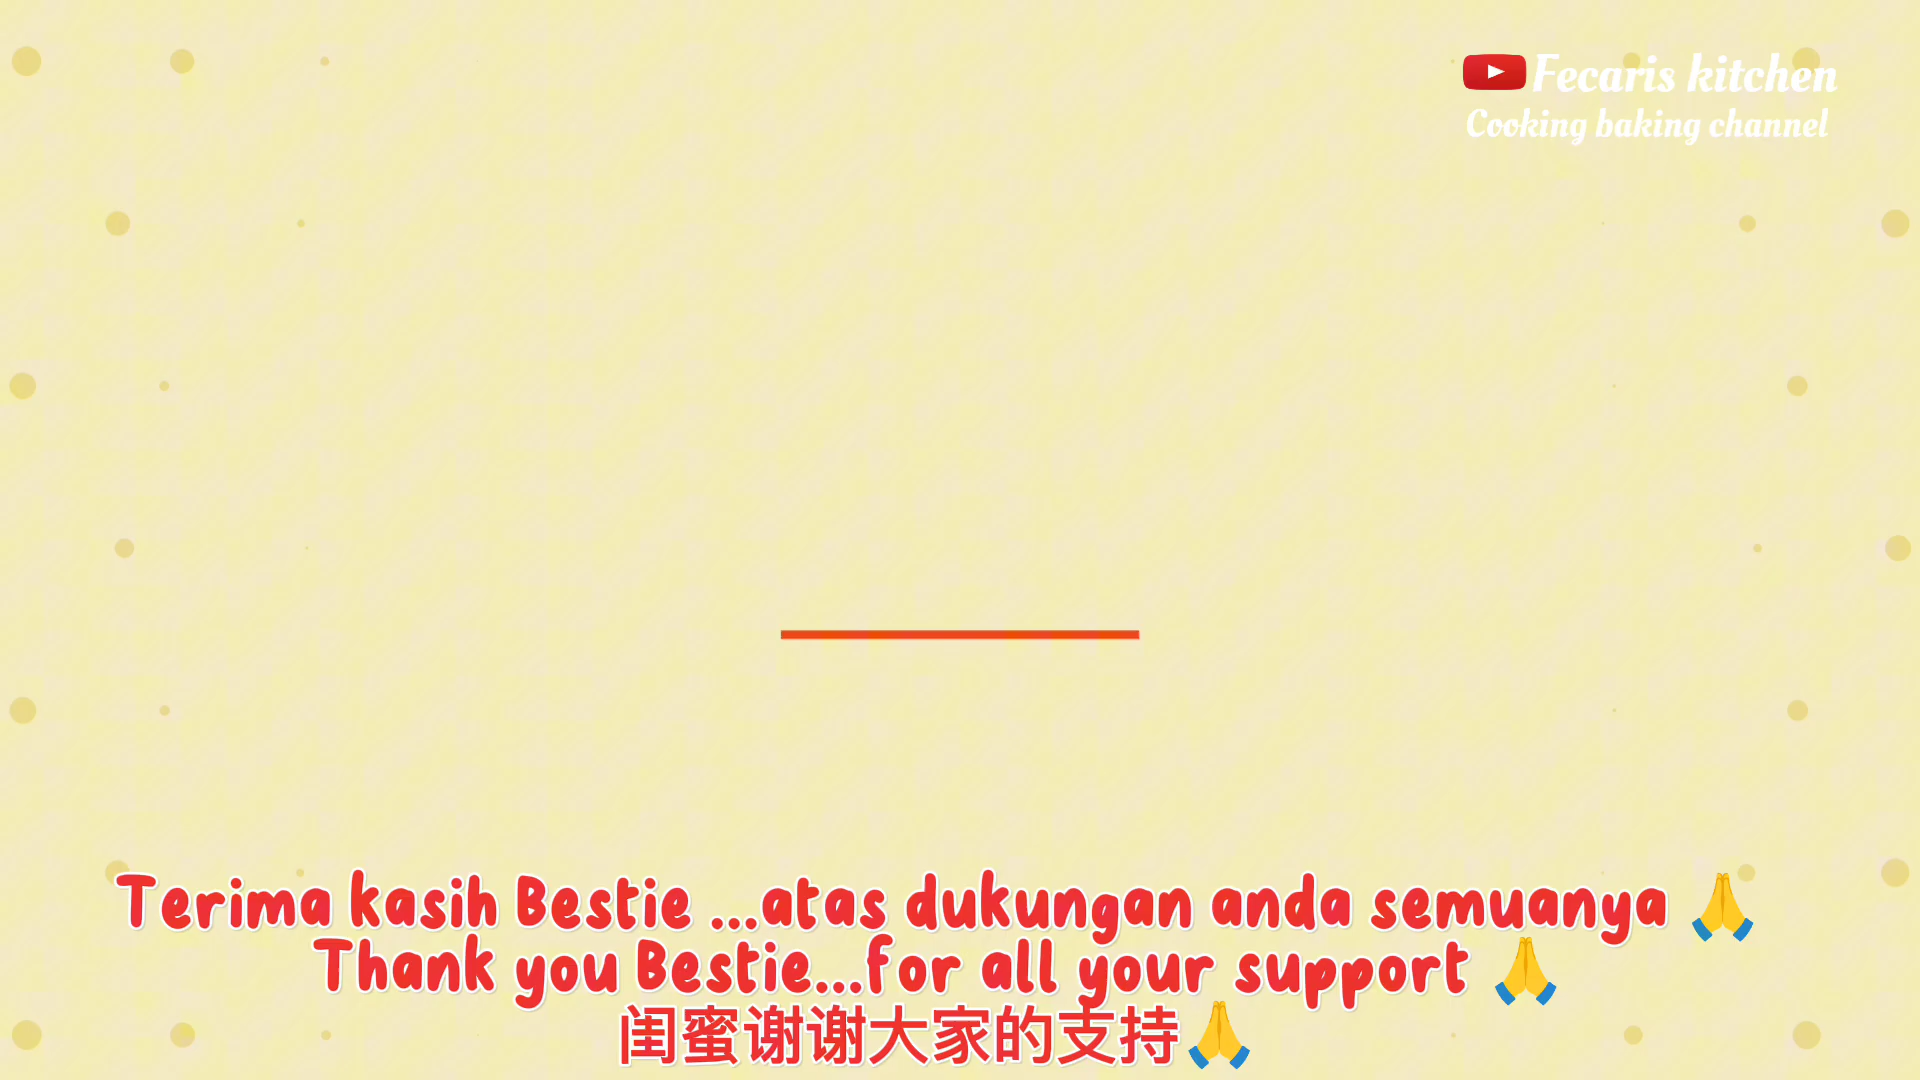 Fecaris kitchen
Cooking baking channel
Terima kasih Bestie ...atas dukungan anda semuanya 🙏
Thank you Bestie...for all your support 🙏
闺蜜谢谢大家的支持🙏